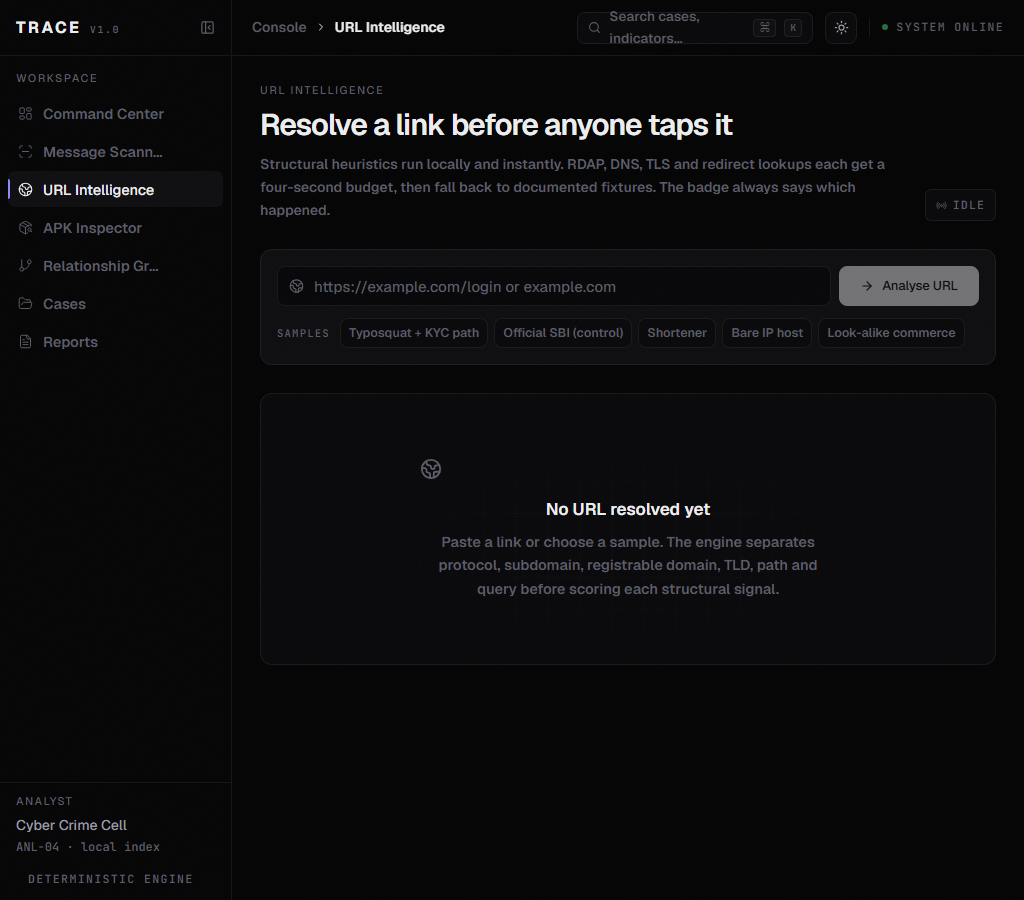 TRACE V1.0
Console > URL Intelligence
Search cases,
indicators…
⌘ K
SYSTEM ONLINE
WORKSPACE
Command Center
Message Scann…
URL Intelligence
APK Inspector
Relationship Gr…
Cases
Reports
URL INTELLIGENCE
Resolve a link before anyone taps it
Structural heuristics run locally and instantly. RDAP, DNS, TLS and redirect lookups each get a
four-second budget, then fall back to documented fixtures. The badge always says which
happened.
IDLE
https://example.com/login or example.com
Analyse URL
SAMPLES Typosquat + KYC path Official SBI (control) Shortener Bare IP host Look-alike commerce
No URL resolved yet
Paste a link or choose a sample. The engine separates
protocol, subdomain, registrable domain, TLD, path and
query before scoring each structural signal.
ANALYST
Cyber Crime Cell
ANL-04 · local index
DETERMINISTIC ENGINE